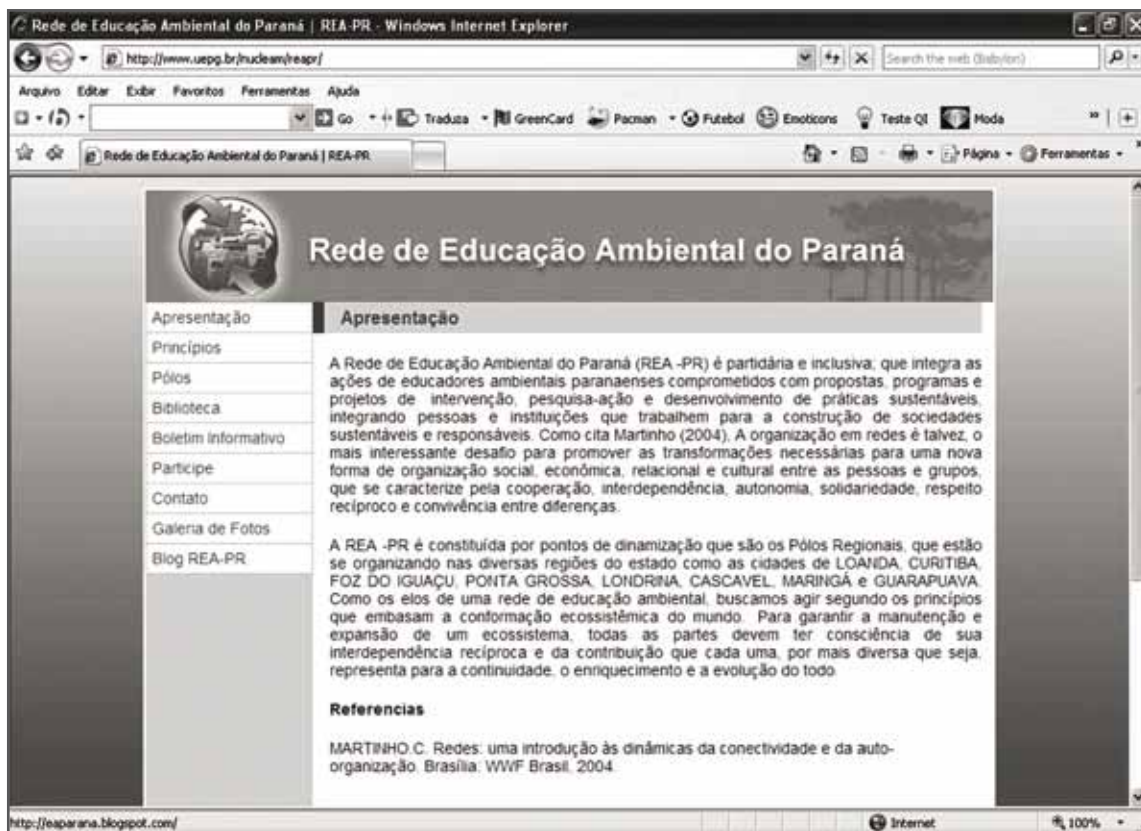 Rede de Educação Ambiental do Paraná | REA-PR - Windows Internet Explorer
http://www.uepg.br/nucleam/reapr/
Search the web (Babylon)
Arquivo Editar Exibir Favoritos Ferramentas Ajuda
Go Traduza GreenCard Pacman Futebol Emoticons Teste QI Moda
Rede de Educação Ambiental do Paraná | REA-PR
Página Ferramentas
Rede de Educação Ambiental do Paraná
Apresentação
Princípios
Pólos
Biblioteca
Boletim Informativo
Participe
Contato
Galeria de Fotos
Blog REA-PR
Apresentação
A Rede de Educação Ambiental do Paraná (REA -PR) é partidária e inclusiva; que integra as
ações de educadores ambientais paranaenses comprometidos com propostas, programas e
projetos de intervenção, pesquisa-ação e desenvolvimento de práticas sustentáveis,
integrando pessoas e instituições que trabalhem para a construção de sociedades
sustentáveis e responsáveis. Como cita Martinho (2004), A organização em redes é talvez, o
mais interessante desafio para promover as transformações necessárias para uma nova
forma de organização social, econômica, relacional e cultural entre as pessoas e grupos,
que se caracterize pela cooperação, interdependência, autonomia, solidariedade, respeito
recíproco e convivência entre diferenças.
A REA -PR é constituída por pontos de dinamização que são os Pólos Regionais, que estão
se organizando nas diversas regiões do estado como as cidades de LOANDA, CURITIBA,
FOZ DO IGUAÇU, PONTA GROSSA, LONDRINA, CASCAVEL, MARINGÁ e GUARAPUAVA.
Como os elos de uma rede de educação ambiental, buscamos agir segundo os princípios
que embasam a conformação ecossistêmica do mundo. Para garantir a manutenção e
expansão de um ecossistema, todas as partes devem ter consciência de sua
interdependência recíproca e da contribuição que cada uma, por mais diversa que seja,
representa para a continuidade, o enriquecimento e a evolução do todo.
Referencias
MARTINHO.C. Redes: uma introdução às dinâmicas da conectividade e da auto-
organização. Brasília: WWF Brasil, 2004.
http://eaparana.blogspot.com/
Internet
100%